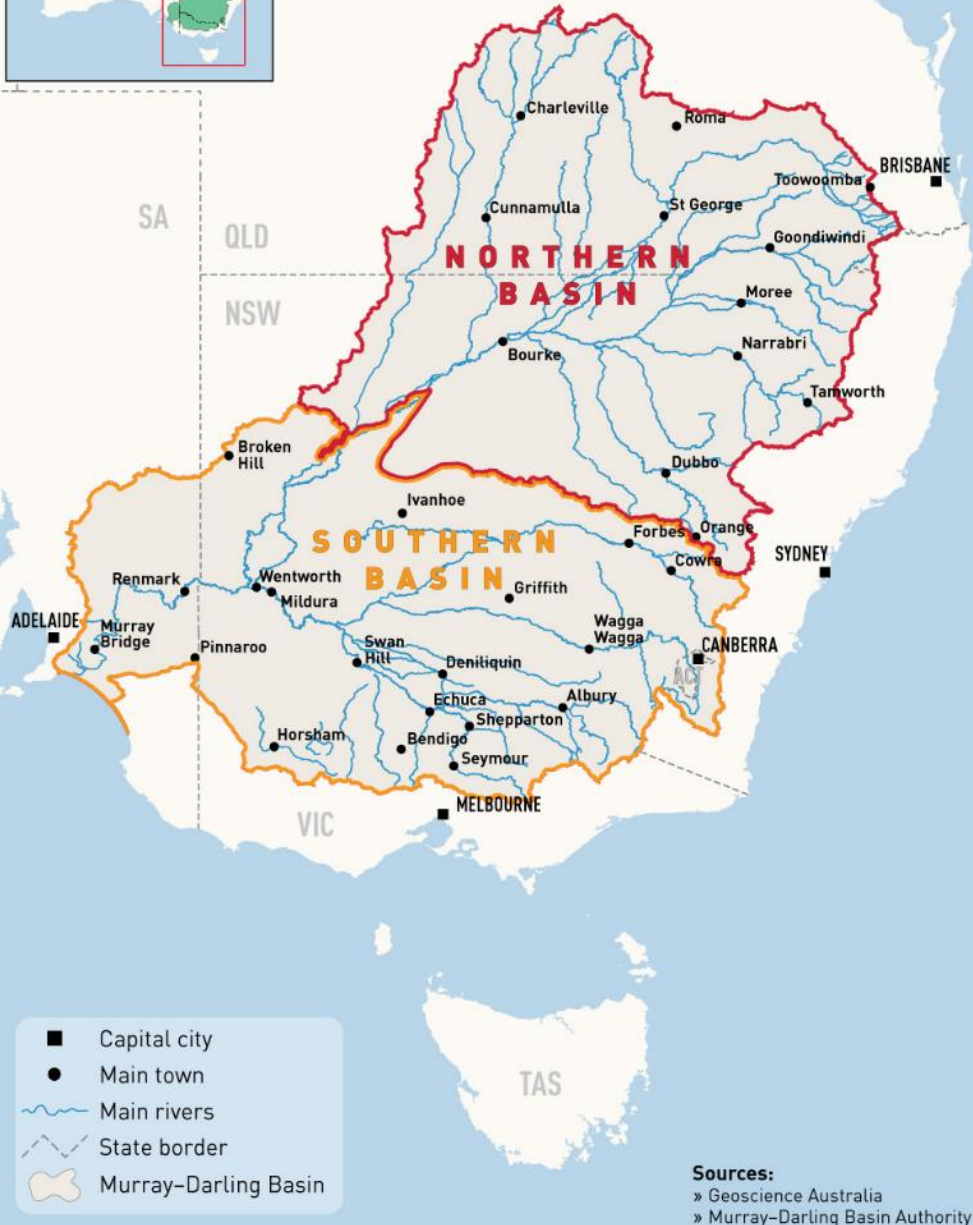 Charleville
Roma
BRISBANE
Toowoomba
SA
Cunnamulla
St George
QLD
Goondiwindi
NORTHERN
BASIN
Moree
NSW
Bourke
Narrabri
Tamworth
Broken
Hill
Dubbo
Ivanhoe
SOUTHERN
BASIN
Forbes
Orange
SYDNEY
Cowra
Renmark
Wentworth
Mildura
Griffith
ADELAIDE
Murray
Bridge
Pinnaroo
Swan
Hill
Wagga
Wagga
CANBERRA
ACT
Deniliquin
Echuca
Albury
Shepparton
Horsham
Bendigo
Seymour
MELBOURNE
VIC
TAS
Capital city
Main town
Main rivers
State border
Murray–Darling Basin
Sources:
» Geoscience Australia
» Murray–Darling Basin Authority